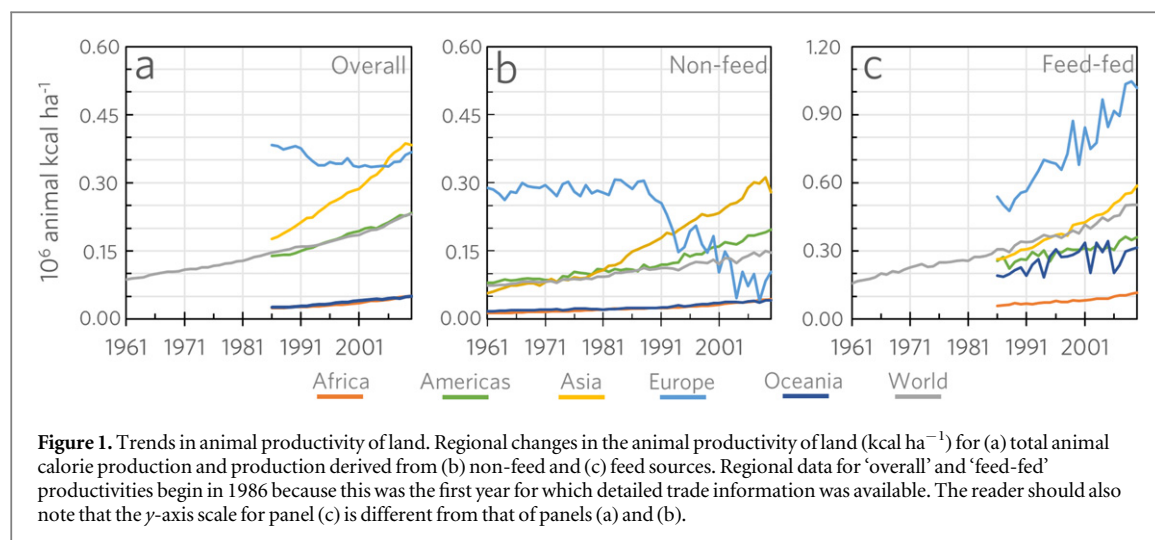 a Overall
b Non-feed
c Feed-fed
10⁶ animal kcal ha⁻¹
0.60 0.60 1.20
0.45 0.45 0.90
0.30 0.30 0.60
0.15 0.15 0.30
0.00 0.00 0.00
1961 1971 1981 1991 2001 1961 1971 1981 1991 2001 1961 1971 1981 1991 2001
Africa Americas Asia Europe Oceania World
Figure 1. Trends in animal productivity of land. Regional changes in the animal productivity of land (kcal ha⁻¹) for (a) total animal
calorie production and production derived from (b) non-feed and (c) feed sources. Regional data for ‘overall’ and ‘feed-fed’
productivities begin in 1986 because this was the first year for which detailed trade information was available. The reader should also
note that the y-axis scale for panel (c) is different from that of panels (a) and (b).